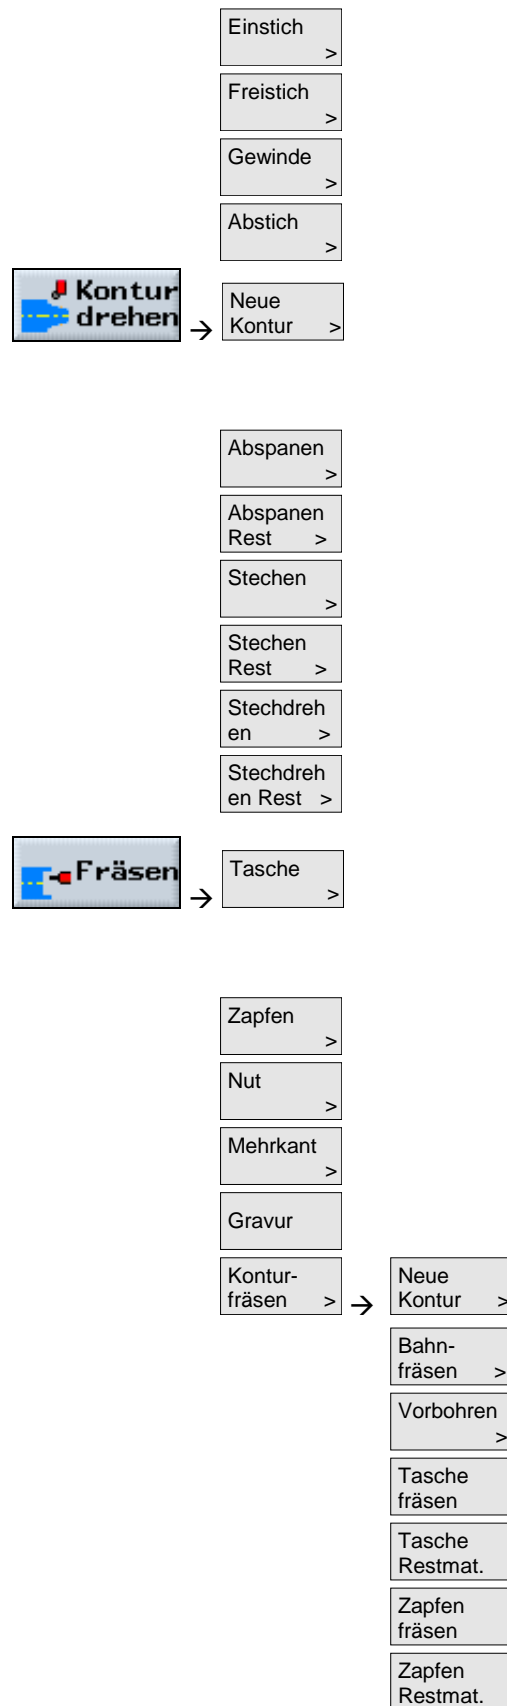 Einstich
>
Freistich
>
Gewinde
>
Abstich
>
Kontur
drehen → Neue
Kontur >
Abspanen
>
Abspanen
Rest >
Stechen
>
Stechen
Rest >
Stechdreh
en >
Stechdreh
en Rest >
Fräsen → Tasche
>
Zapfen
>
Nut
>
Mehrkant
>
Gravur
Kontur-
fräsen > → Neue
Kontur >
Bahn-
fräsen >
Vorbohren
>
Tasche
fräsen
Tasche
Restmat.
Zapfen
fräsen
Zapfen
Restmat.